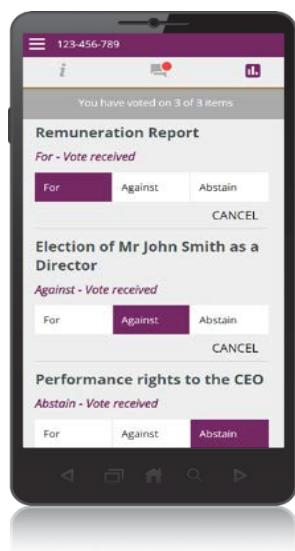 123-456-789
i
You have voted on 3 of 3 items
Remuneration Report
For - Vote received
For Against Abstain
CANCEL
Election of Mr John Smith as a
Director
Against - Vote received
For Against Abstain
CANCEL
Performance rights to the CEO
Abstain - Vote received
For Against Abstain